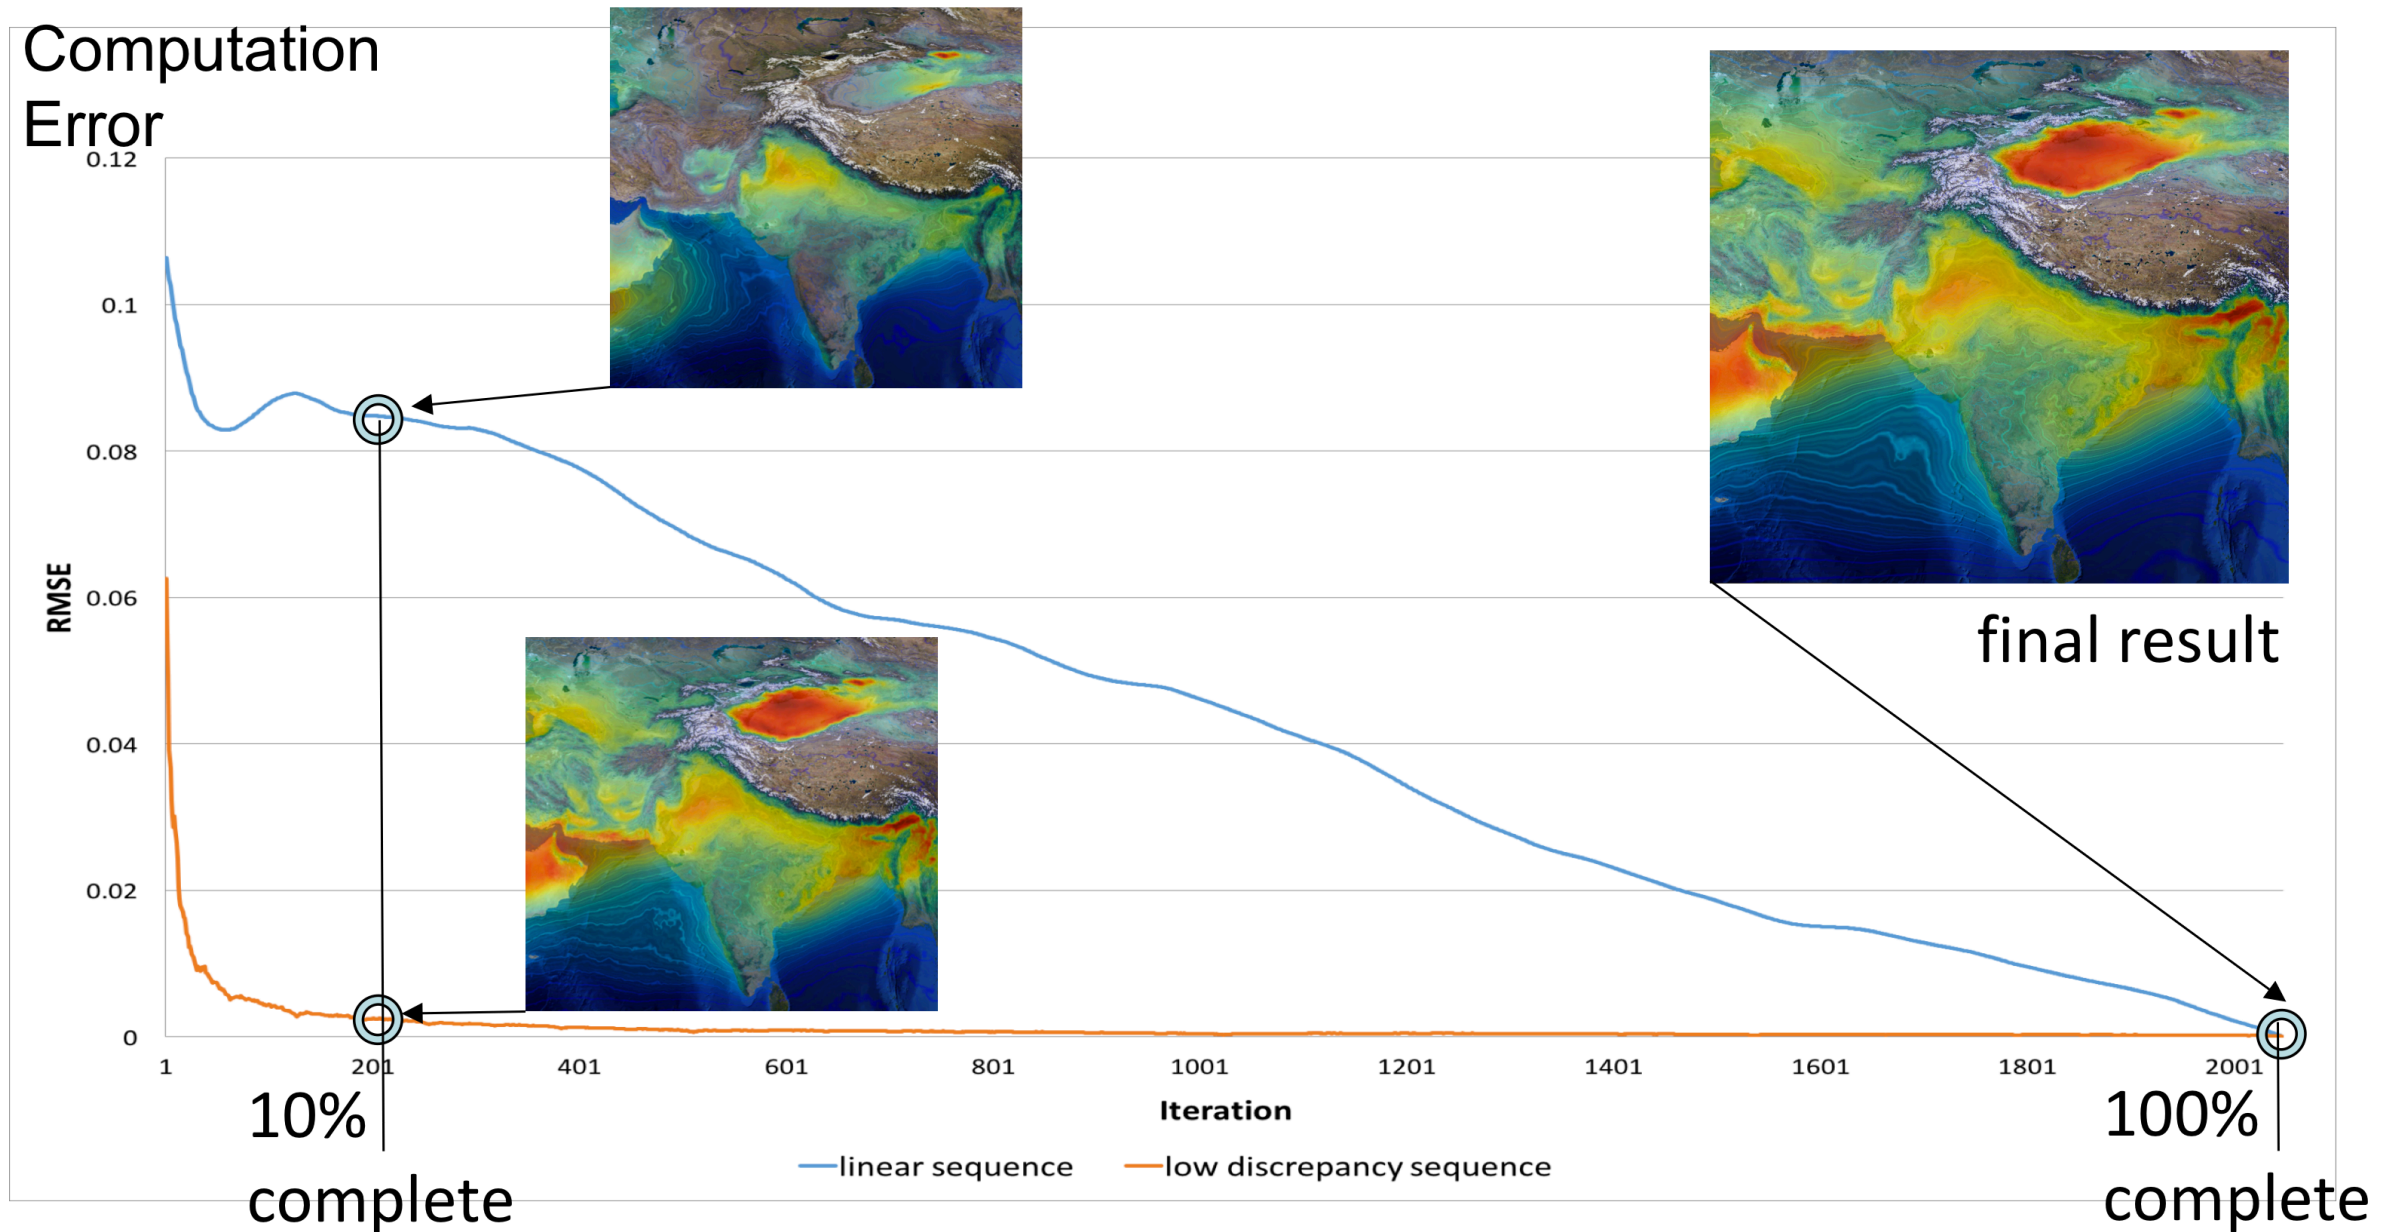 Computation
Error
0.12
0.1
0.08
0.06
0.04
0.02
0
RMSE
final result
1 201 401 601 801 1001 1201 1401 1601 1801 2001
Iteration
10%
complete
100%
complete
linear sequence low discrepancy sequence